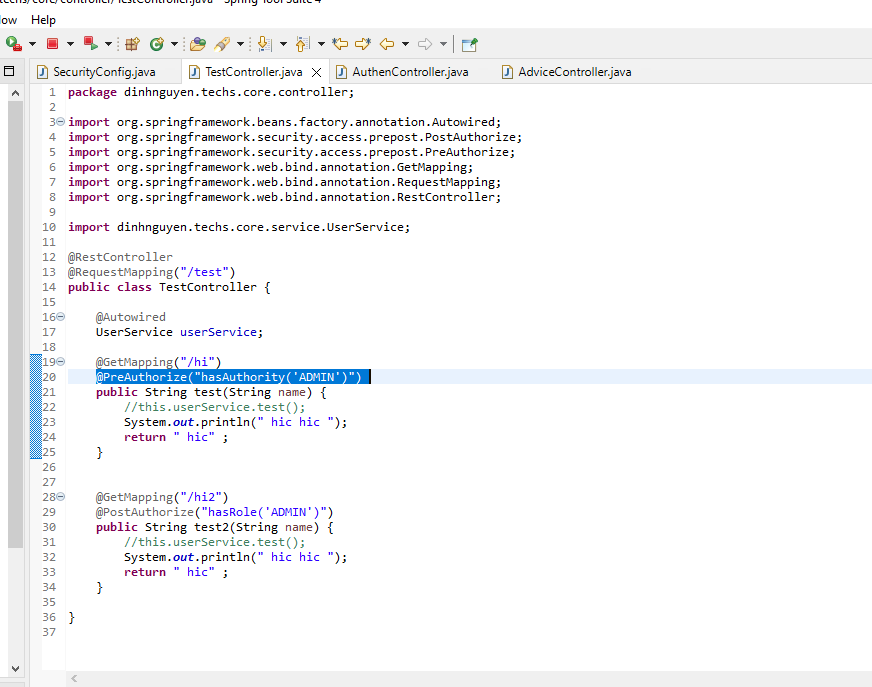 techs/core/controller/TestController.java - Spring Tool Suite 4
ow Help
SecurityConfig.java TestController.java AuthenController.java AdviceController.java
1 package dinhnguyen.techs.core.controller;
2
3 import org.springframework.beans.factory.annotation.Autowired;
4 import org.springframework.security.access.prepost.PostAuthorize;
5 import org.springframework.security.access.prepost.PreAuthorize;
6 import org.springframework.web.bind.annotation.GetMapping;
7 import org.springframework.web.bind.annotation.RequestMapping;
8 import org.springframework.web.bind.annotation.RestController;
9
10 import dinhnguyen.techs.core.service.UserService;
11
12 @RestController
13 @RequestMapping("/test")
14 public class TestController {
15
16 @Autowired
17 UserService userService;
18
19 @GetMapping("/hi")
20 @PreAuthorize("hasAuthority('ADMIN')")
21 public String test(String name) {
22 //this.userService.test();
23 System.out.println(" hic hic ");
24 return " hic" ;
25 }
26
27
28 @GetMapping("/hi2")
29 @PostAuthorize("hasRole('ADMIN')")
30 public String test2(String name) {
31 //this.userService.test();
32 System.out.println(" hic hic ");
33 return " hic" ;
34 }
35
36 }
37